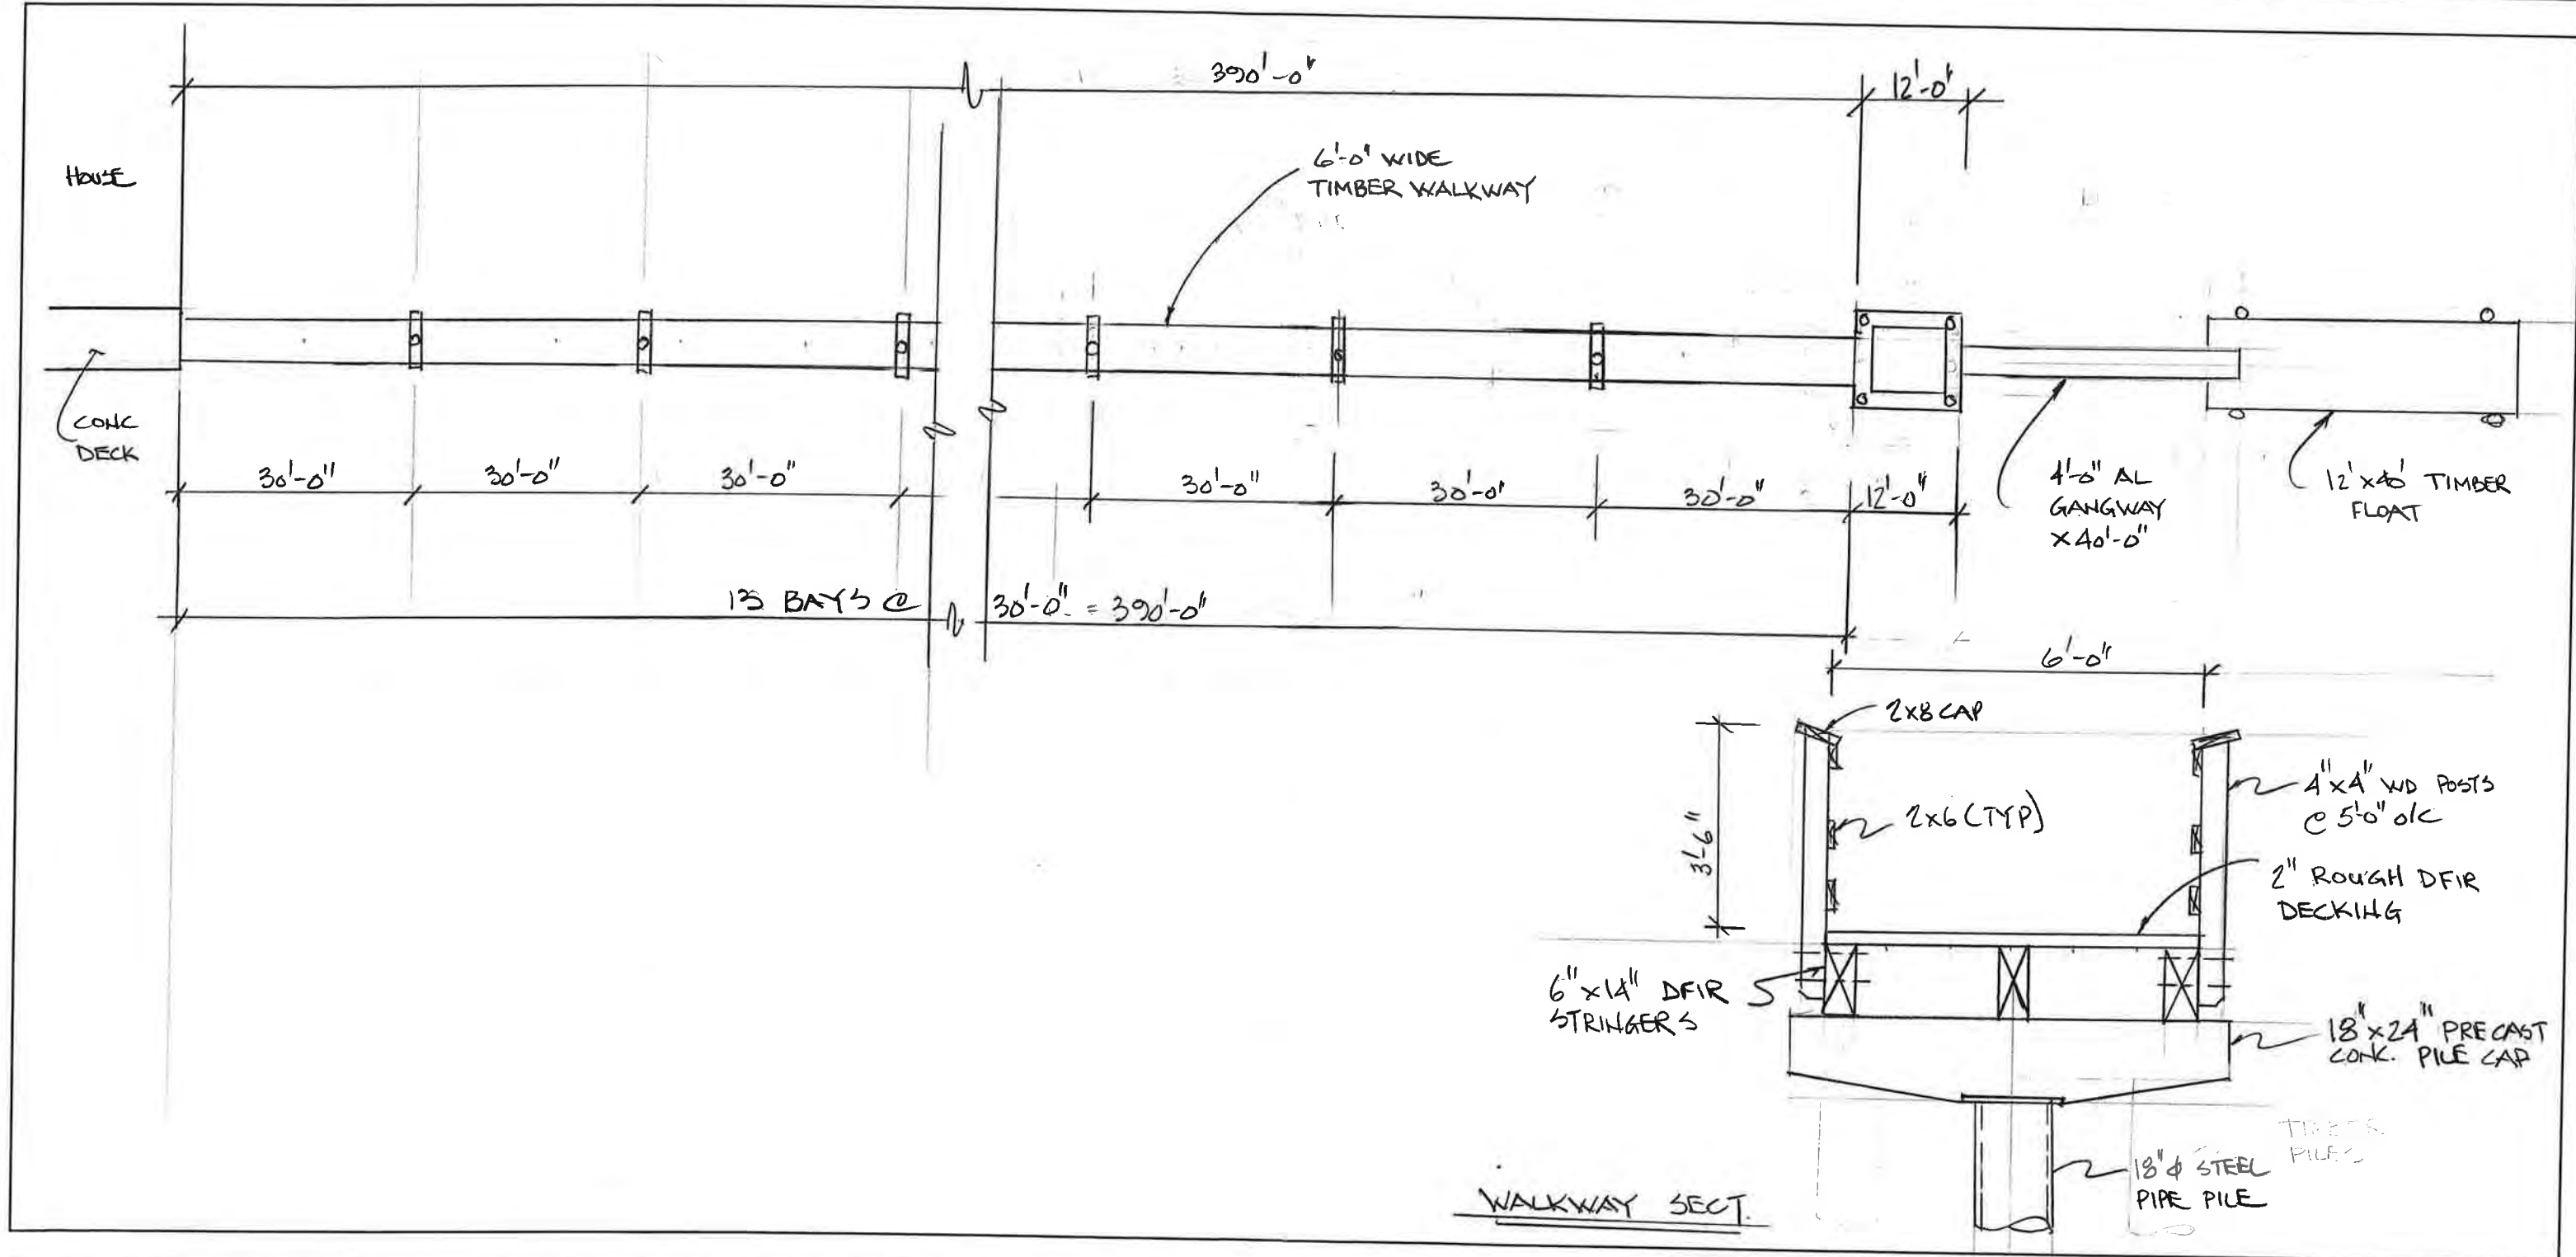 390'-0"
12'-0"
6'-0" WIDE
TIMBER WALKWAY
HOUSE
CONC
DECK
30'-0"
30'-0"
30'-0"
30'-0"
30'-0"
30'-0"
12'-0"
4'-0" AL
GANGWAY
x 40'-0"
12'x40' TIMBER
FLOAT
13 BAYS @ 30'-0" = 390'-0"
6'-0"
2x8 CAP
3'-6"
2x6 (TYP)
4"x4" WD POSTS
@ 5'-0" o/c
2" ROUGH DFIR
DECKING
6"x14" DFIR
STRINGERS
18"x24" PRECAST
CONC. PILE CAP
TIMBER
PILES
18"φ STEEL
PIPE PILE
WALKWAY SECT.